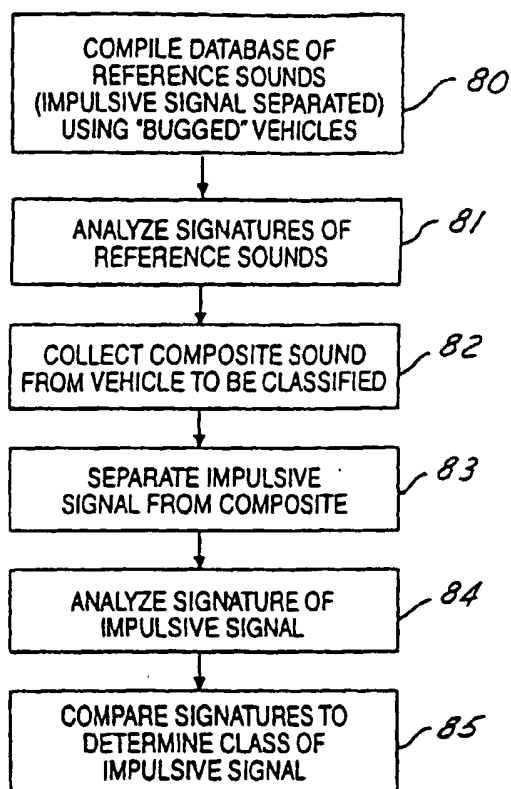 COMPILE DATABASE OF
REFERENCE SOUNDS
(IMPULSIVE SIGNAL SEPARATED)
USING "BUGGED" VEHICLES
80
ANALYZE SIGNATURES OF
REFERENCE SOUNDS
81
COLLECT COMPOSITE SOUND
FROM VEHICLE TO BE CLASSIFIED
82
SEPARATE IMPULSIVE
SIGNAL FROM COMPOSITE
83
ANALYZE SIGNATURE OF
IMPULSIVE SIGNAL
84
COMPARE SIGNATURES TO
DETERMINE CLASS OF
IMPULSIVE SIGNAL
85